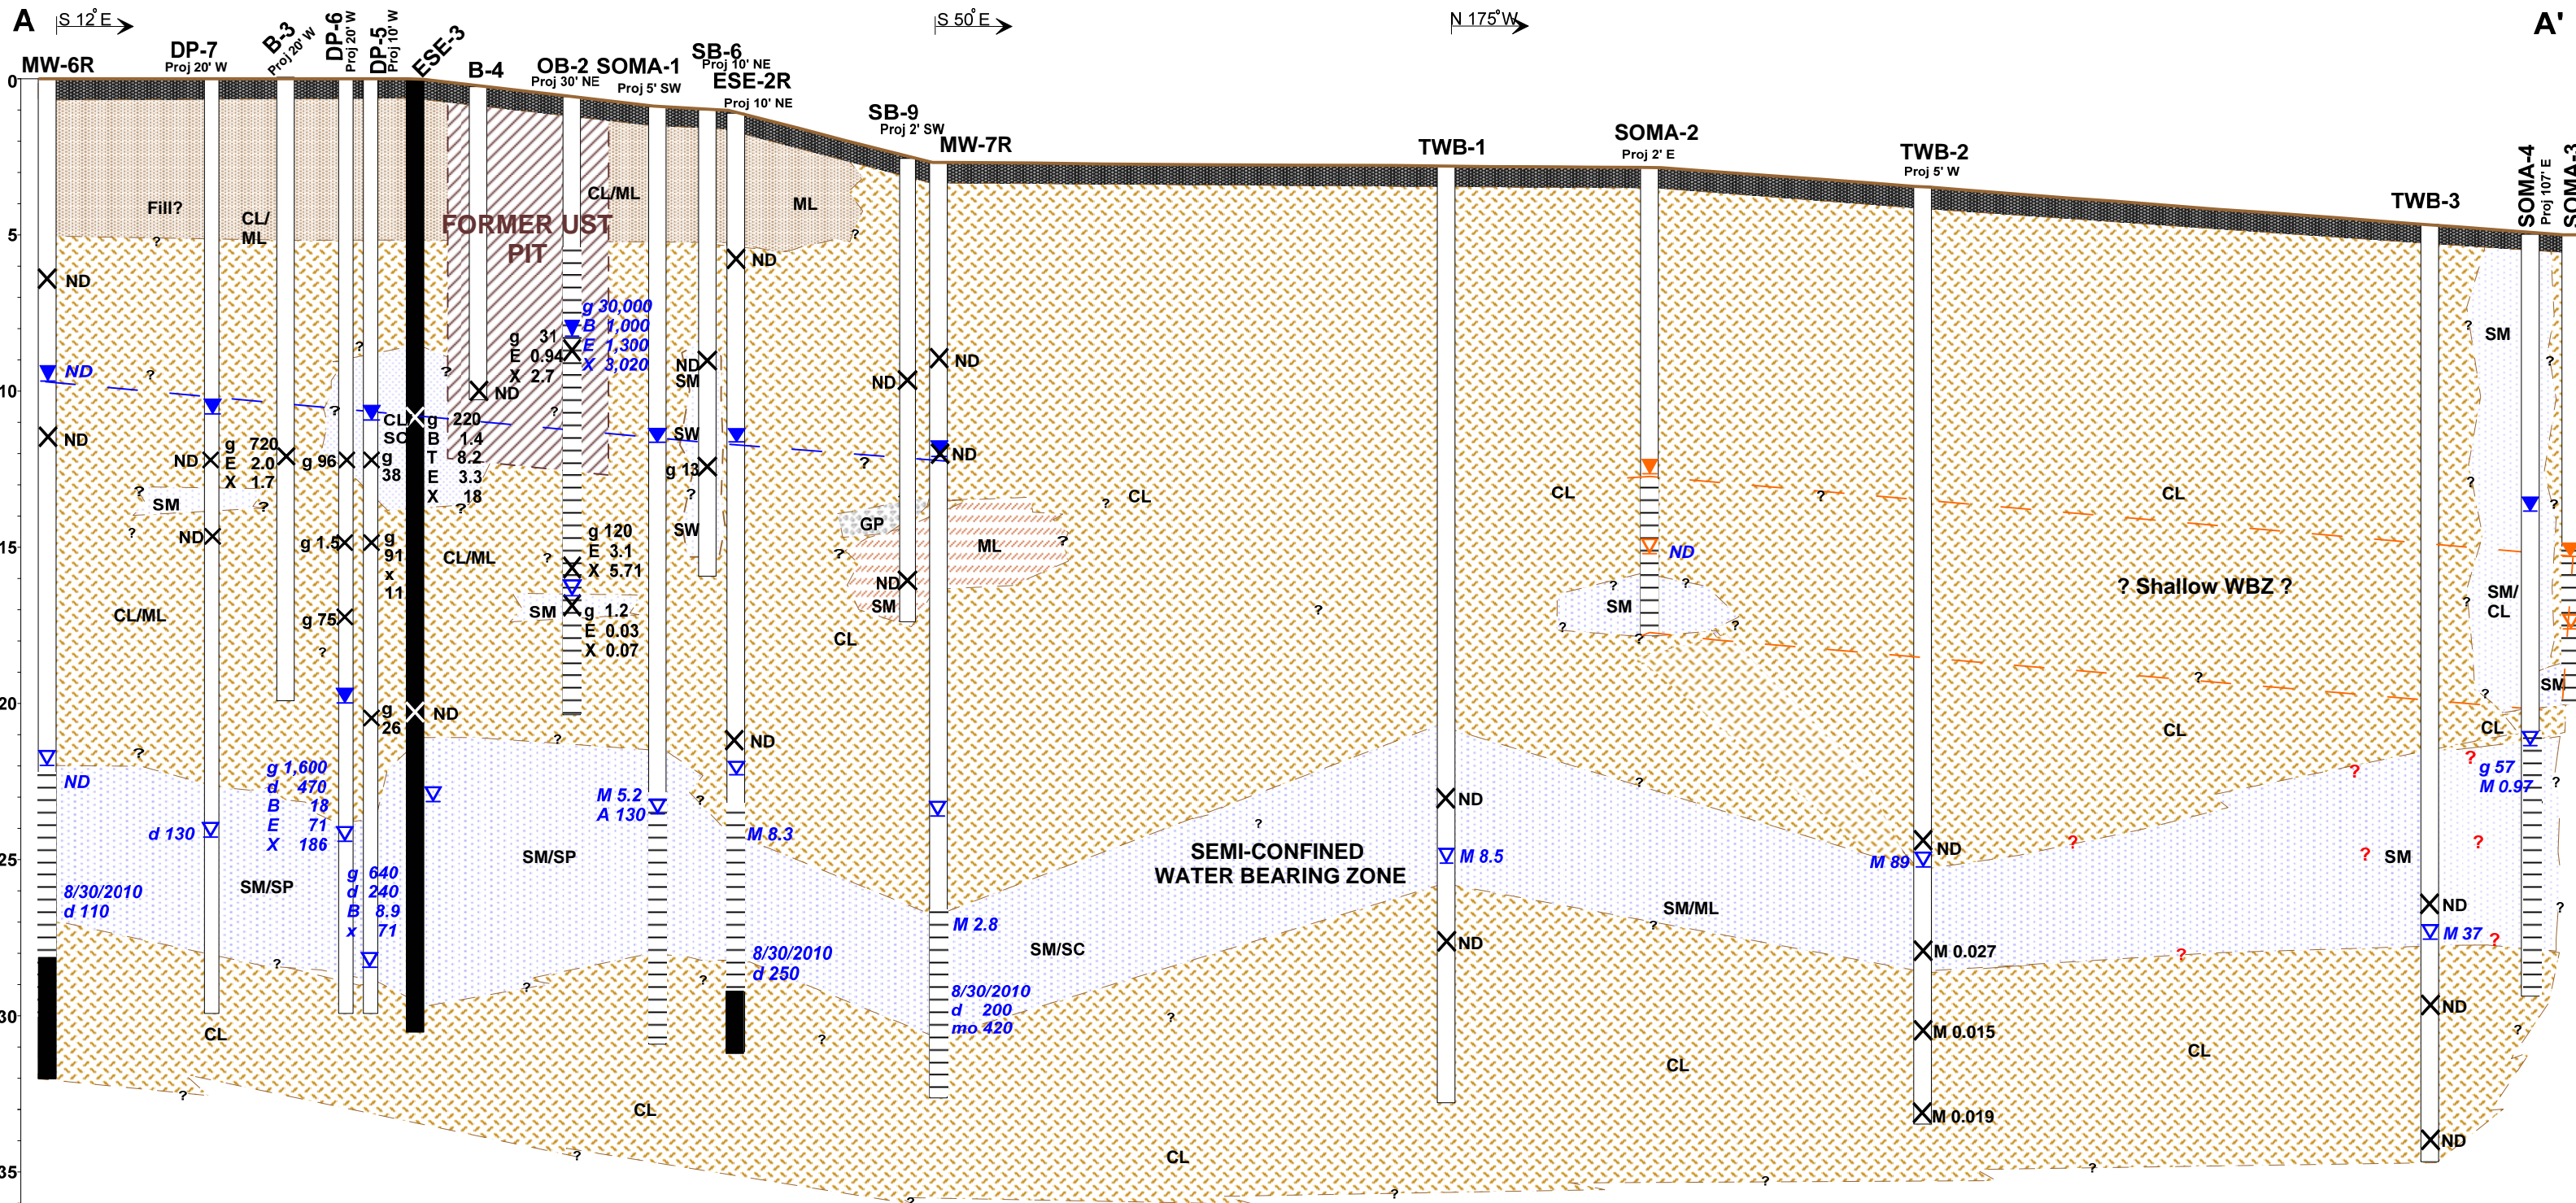 A
S 12°E
S 50°E
N 175°W
A'
MW-6R
DP-7
Proj 20' W
B-3
Proj 20' W
DP-6
Proj 20' W
DP-5
Proj 10' W
ESE-3
B-4
OB-2
Proj 30' NE
SOMA-1
Proj 5' SW
SB-6
Proj 10' NE
ESE-2R
Proj 10' NE
SB-9
Proj 2' SW
MW-7R
TWB-1
SOMA-2
Proj 2' E
TWB-2
Proj 5' W
TWB-3
SOMA-4
Proj 107' E
SOMA-3
0
5
10
15
20
25
30
35
Fill?
CL/
ML
CL/ML
ML
FORMER UST
PIT
ND
ND
ND
ND
g 30,000
B 1,000
E 1,300
X 3,020
g 31
E 0.94
X 2.7
ND
ND
SM
ND
ND
SM
CL
SC
g 220
B 1.4
T 8.2
E 3.3
X 18
SW
g 13
SW
ND
ND
g 720
E 2.0
X 1.7
g 96
g
38
ND
SM
ND
g 1.5
g
91
x
11
CL/ML
g 120
E 3.1
X 5.71
GP
ML
CL
CL
CL
ND
ND
SM
SM
? Shallow WBZ ?
SM/
CL
CL/ML
g 75
SM
g 1.2
E 0.03
X 0.07
CL
SM
g
26
ND
ND
CL
CL
ND
g 1,600
d 470
B 18
E 71
X 186
d 130
M 5.2
A 130
M 8.3
ND
g 57
M 0.97
SEMI-CONFINED
WATER BEARING ZONE
M 8.5
ND
M 89
SM
SM/SP
SM/SP
g 640
d 240
B 8.9
x 71
8/30/2010
d 110
8/30/2010
d 250
M 2.8
SM/SC
SM/ML
ND
ND
M 37
M 0.027
8/30/2010
d 200
mo 420
ND
M 0.015
CL
CL
CL
CL
M 0.019
ND
CL